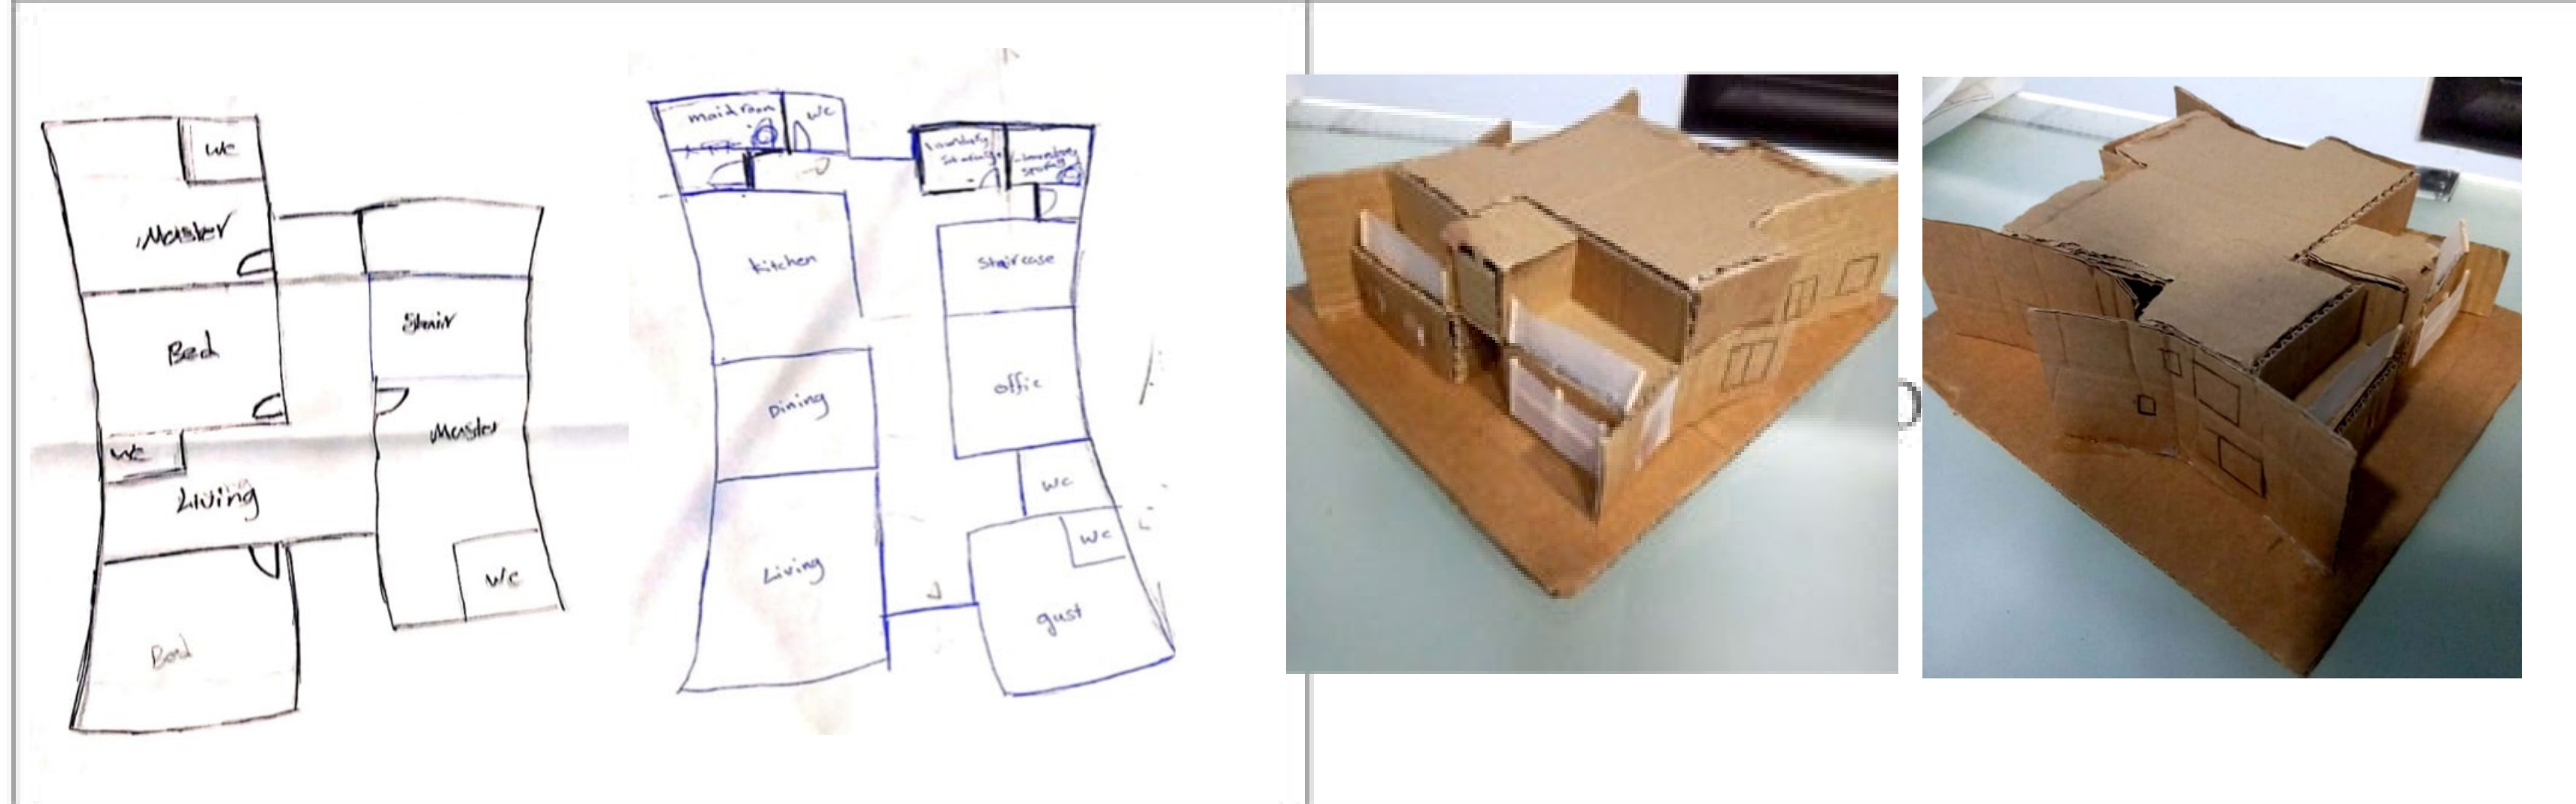 WC
Master
Bed
Stair
WC
Master
Living
WC
Bed
maid room
WC
kitchen
Staircase
Dining
offic
WC
WC
Living
gust